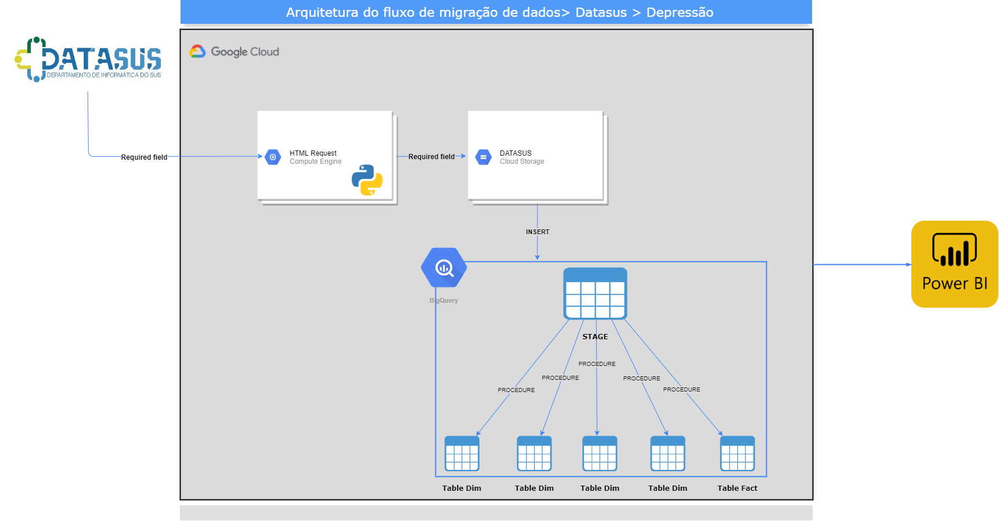 Arquitetura do fluxo de migração de dados> Datasus > Depressão
DATASUS
DEPARTAMENTO DE INFORMÁTICA DO SUS
Google Cloud
Required field
HTML Request
Compute Engine
Required field
DATASUS
Cloud Storage
INSERT
BigQuery
Power BI
STAGE
PROCEDURE
PROCEDURE
PROCEDURE
PROCEDURE
PROCEDURE
Table Dim
Table Dim
Table Dim
Table Dim
Table Fact